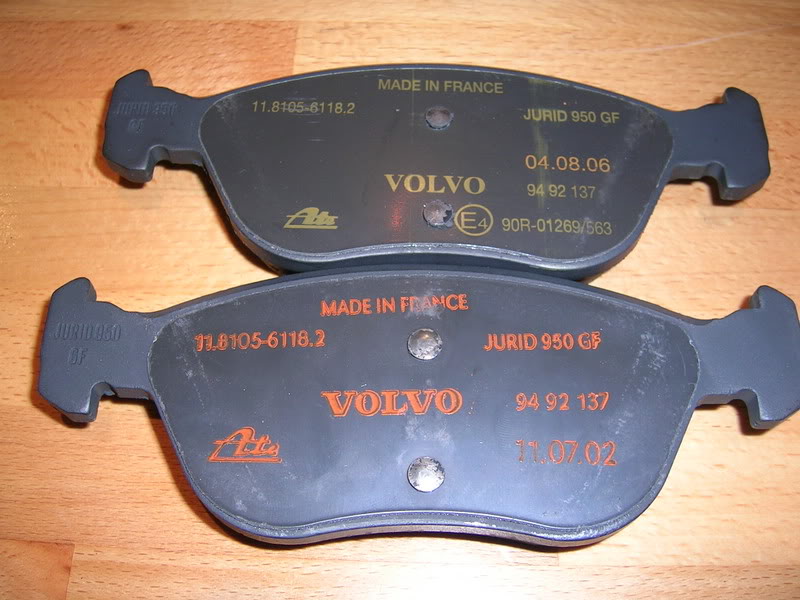 MADE IN FRANCE
11.8105-6118.2
JURID 950 GF
JURID 950
GF
04.08.06
VOLVO
94 92 137
Ate
E4
90R-01269/563
MADE IN FRANCE
11.8105-6118.2
JURID 950 GF
JURID 950
GF
VOLVO
94 92 137
Ate
11.07.02